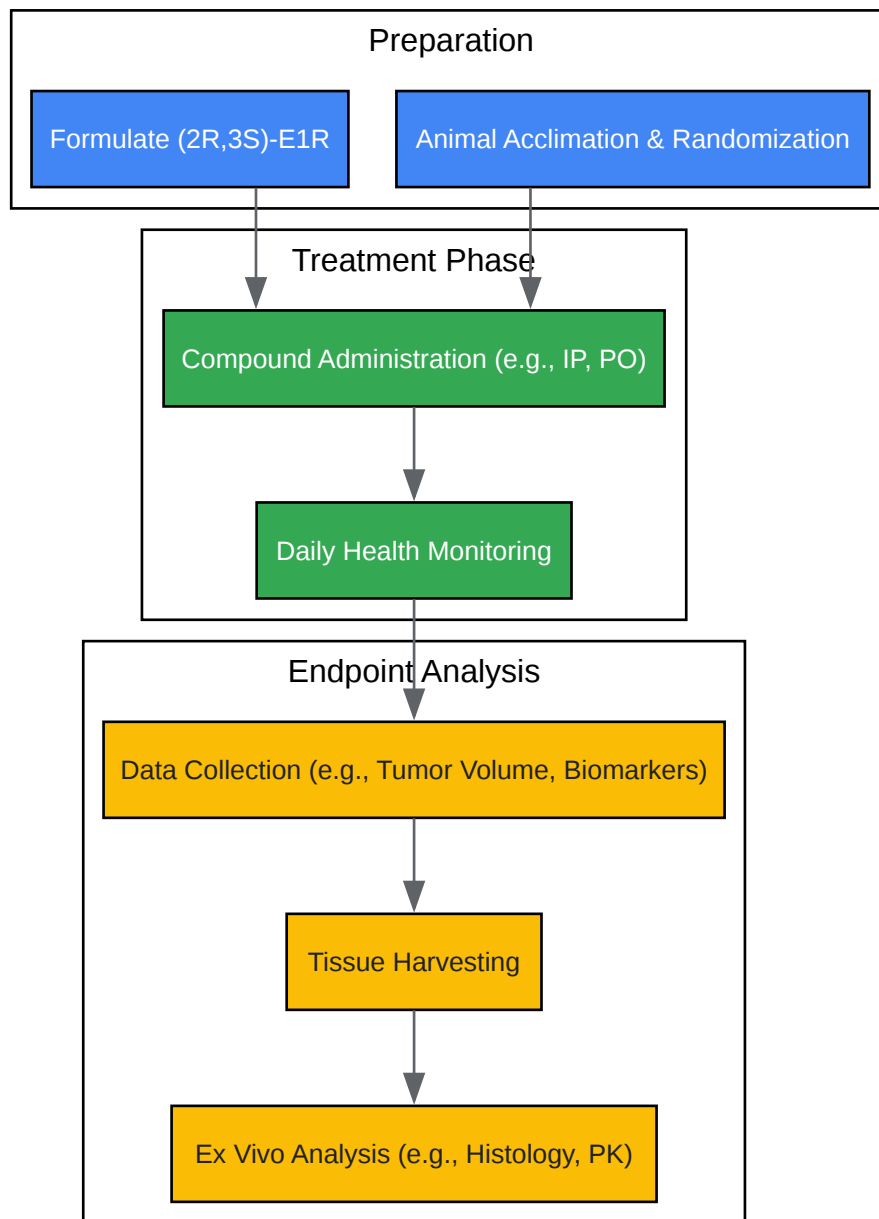 Preparation
Formulate (2R,3S)-E1R
Animal Acclimation & Randomization
Treatment Phase
Compound Administration (e.g., IP, PO)
Daily Health Monitoring
Endpoint Analysis
Data Collection (e.g., Tumor Volume, Biomarkers)
Tissue Harvesting
Ex Vivo Analysis (e.g., Histology, PK)